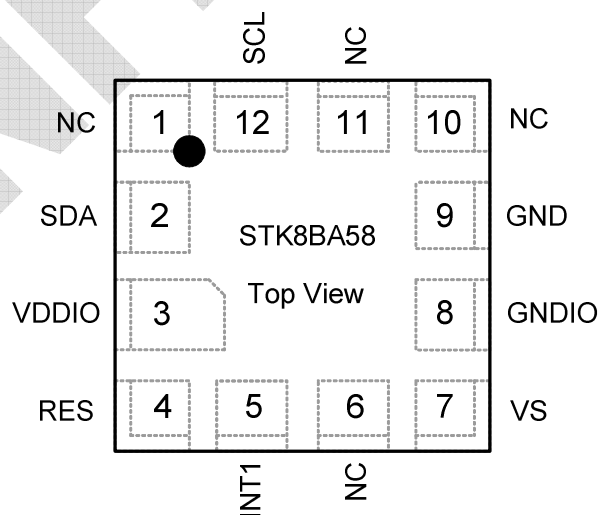 SCL
NC
NC
1
12
11
10
NC
SDA
2
STK8BA58
9
GND
VDDIO
3
Top View
8
GNDIO
RES
4
5
6
7
VS
INT1
NC